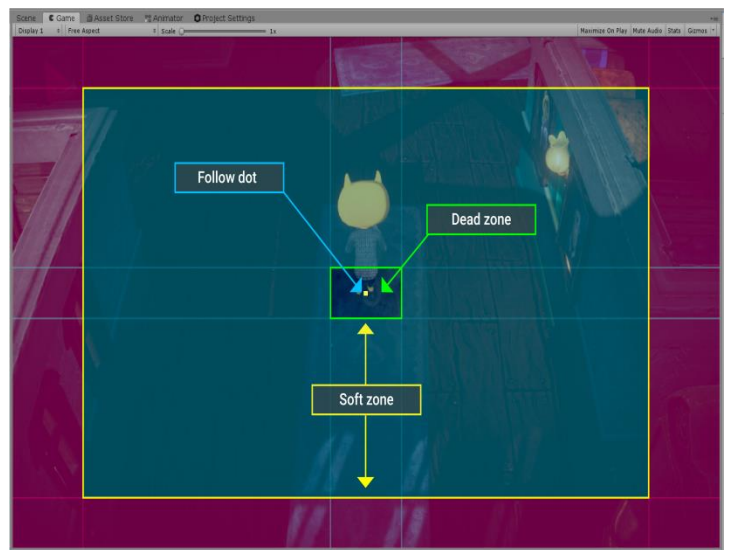 Scene Game Asset Store Animator Project Settings
Display 1 Free Aspect Scale 1x Maximize On Play Mute Audio Stats Gizmos
Follow dot
Dead zone
Soft zone